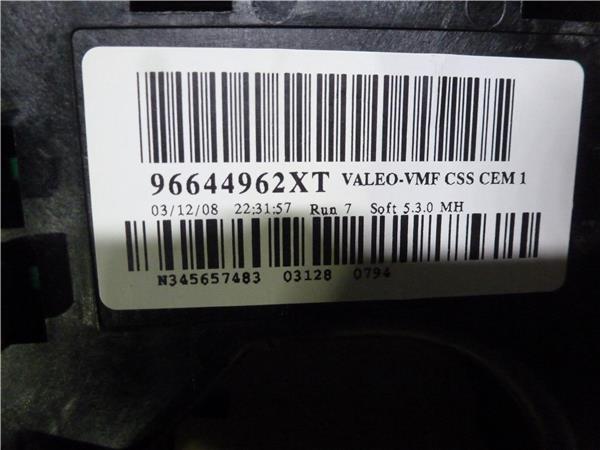 96644962XT VALEO-VMF CSS CEM 1
03/12/08 22:31:57 Run 7 Soft 5.3.0 MH
N345657483 03128 0794